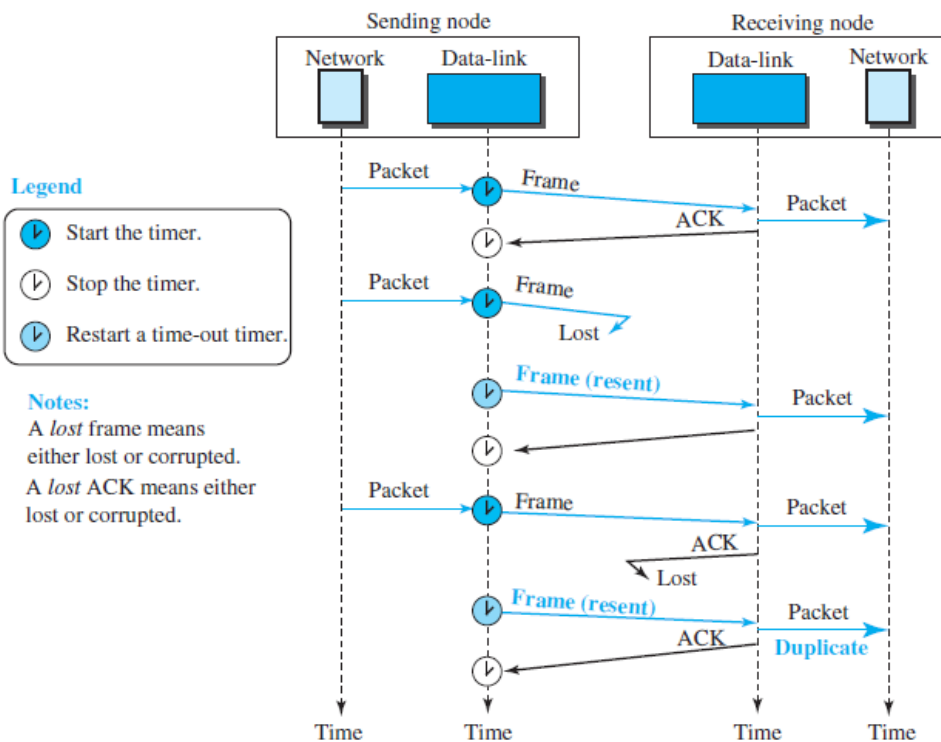 Sending node
Receiving node
Network
Data-link
Data-link
Network
Legend
Start the timer.
Stop the timer.
Restart a time-out timer.
Notes:
A lost frame means
either lost or corrupted.
A lost ACK means either
lost or corrupted.
Packet
Frame
Packet
ACK
Packet
Frame
Lost
Frame (resent)
Packet
Packet
Frame
Packet
ACK
Lost
Frame (resent)
Packet
ACK
Duplicate
Time
Time
Time
Time